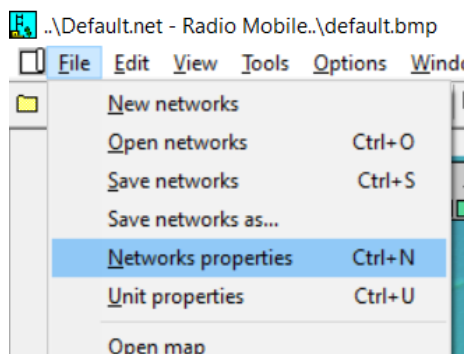 ..\Default.net - Radio Mobile..\default.bmp
File Edit View Tools Options
New networks
Open networks Ctrl+O
Save networks Ctrl+S
Save networks as...
Networks properties Ctrl+N
Unit properties Ctrl+U
Open map